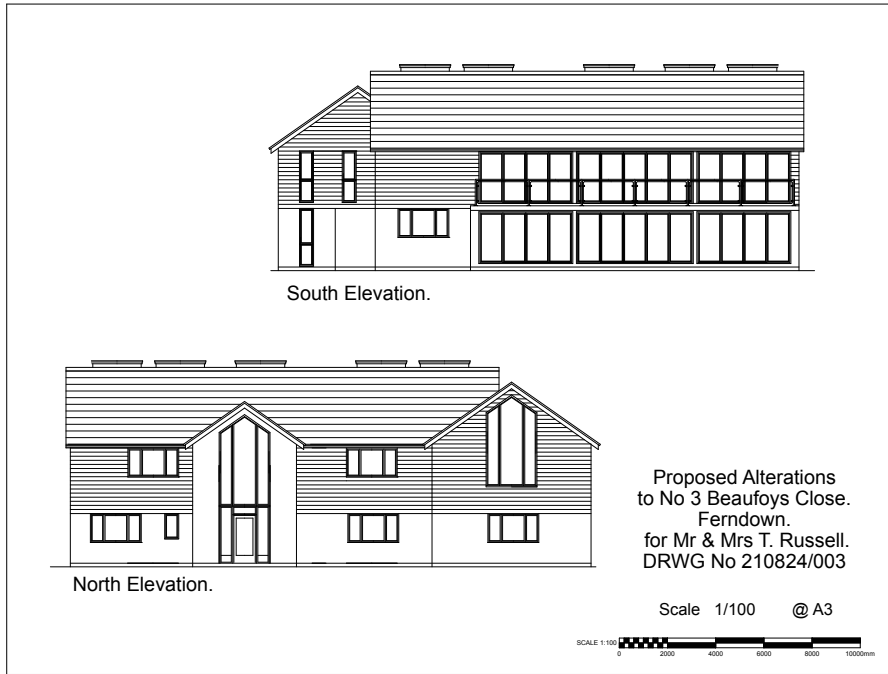 South Elevation.
North Elevation.
Proposed Alterations
to No 3 Beaufoys Close.
Ferndown.
for Mr & Mrs T. Russell.
DRWG No 210824/003
Scale 1/100 @ A3
SCALE 1:100
0 2000 4000 6000 8000 10000mm